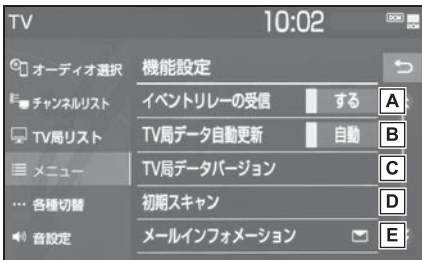 TV 10:02 DCM
オーディオ選択
チャンネルリスト
TV局リスト
メニュー
各種切替
音設定
機能設定
イベントリレーの受信 する A
TV局データ自動更新 自動 B
TV局データバージョン C
初期スキャン D
メールインフォメーション E